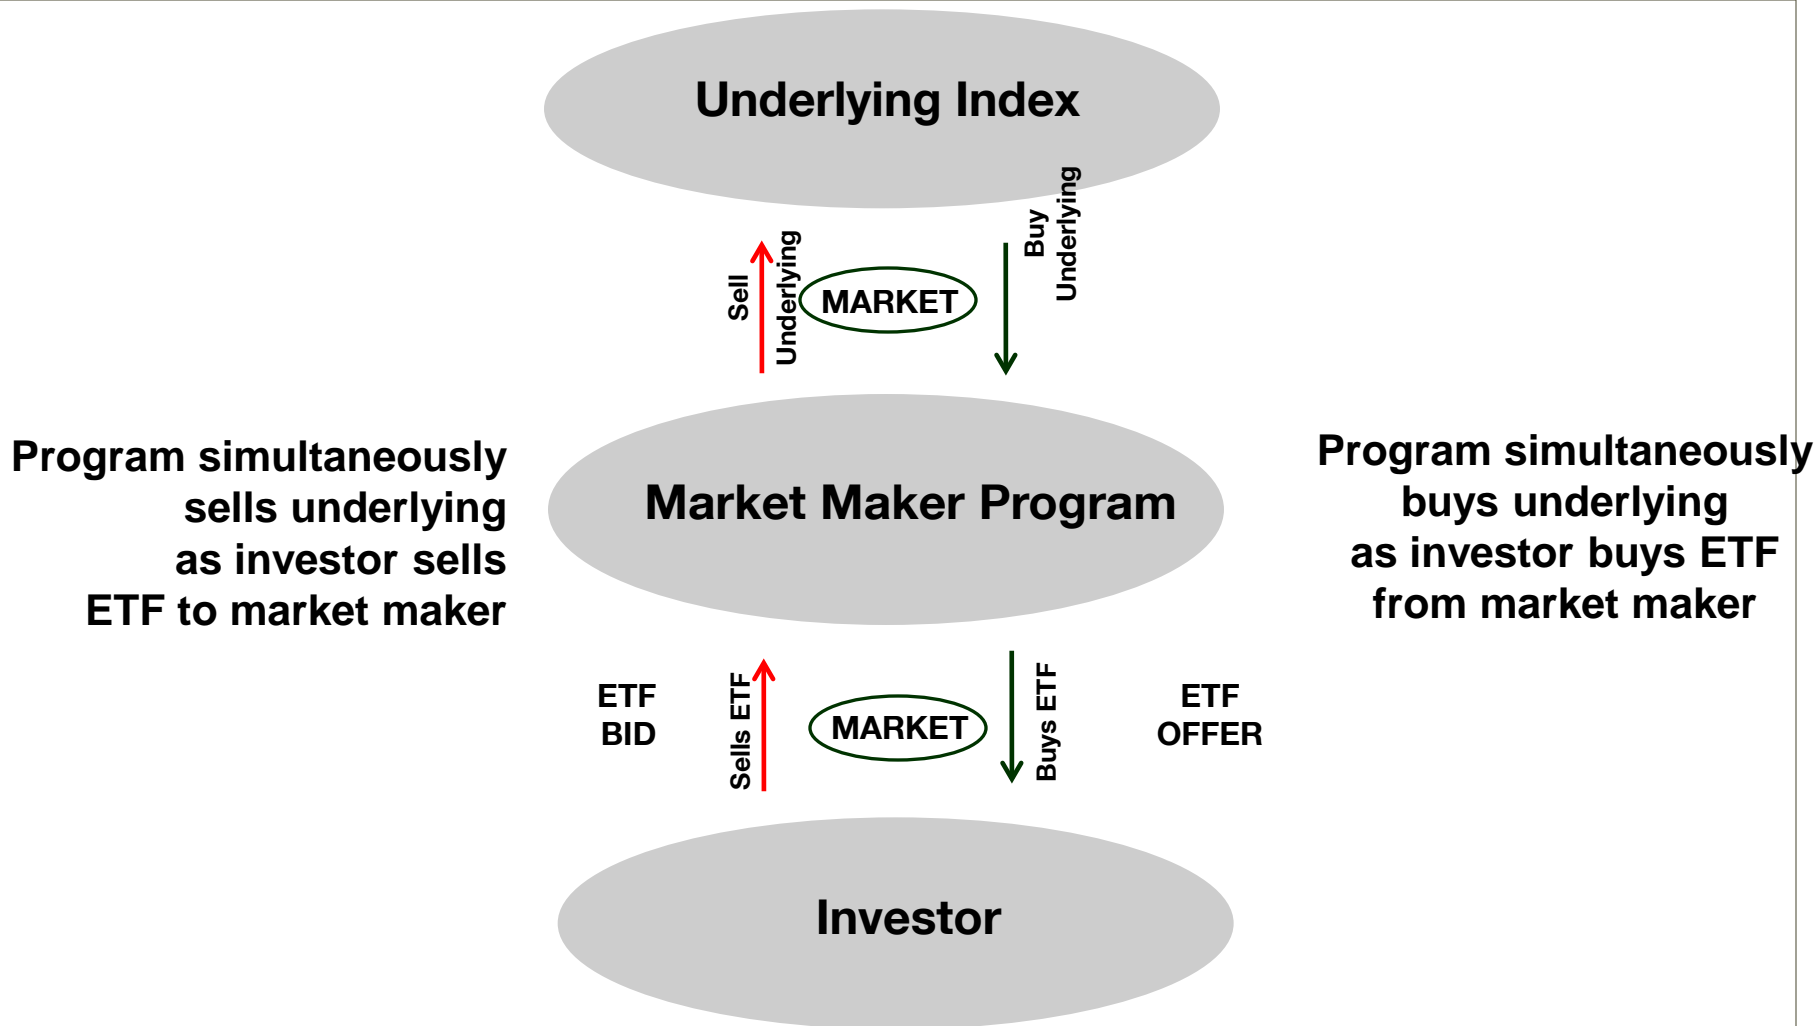 Underlying Index
Sell
Underlying
MARKET
Buy
Underlying
Program simultaneously
sells underlying
as investor sells
ETF to market maker
Market Maker Program
Program simultaneously
buys underlying
as investor buys ETF
from market maker
ETF
BID
Sells ETF
MARKET
Buys ETF
ETF
OFFER
Investor